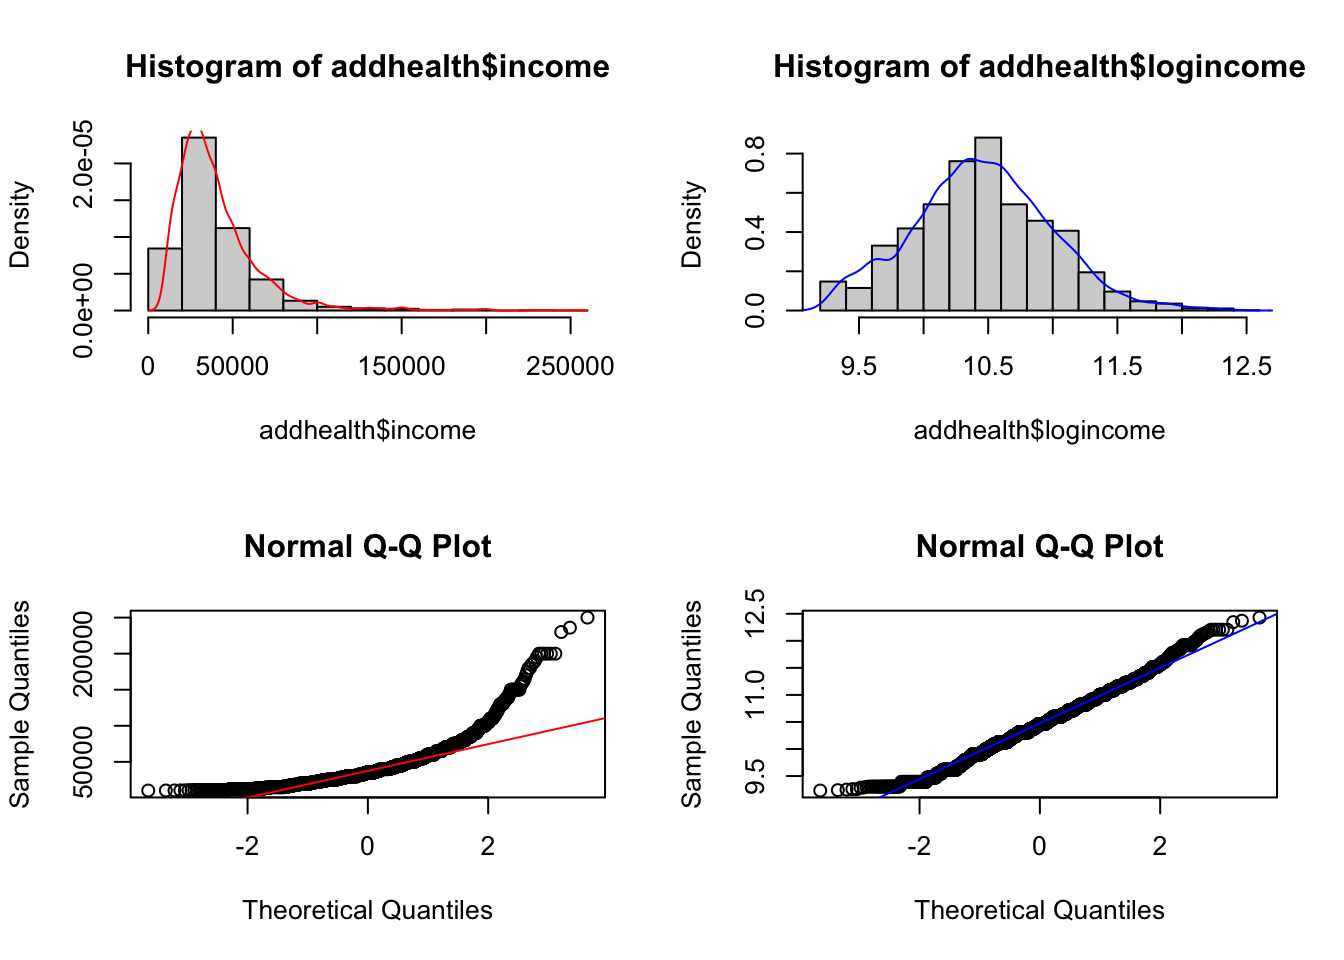 Histogram of addhealth$income
Density
0.0e+00 2.0e-05
0 50000 150000 250000
addhealth$income
Histogram of addhealth$logincome
Density
0.0 0.4 0.8
9.5 10.5 11.5 12.5
addhealth$logincome
Normal Q-Q Plot
Sample Quantiles
50000 200000
-2 0 2
Theoretical Quantiles
Normal Q-Q Plot
Sample Quantiles
9.5 11.0 12.5
-2 0 2
Theoretical Quantiles